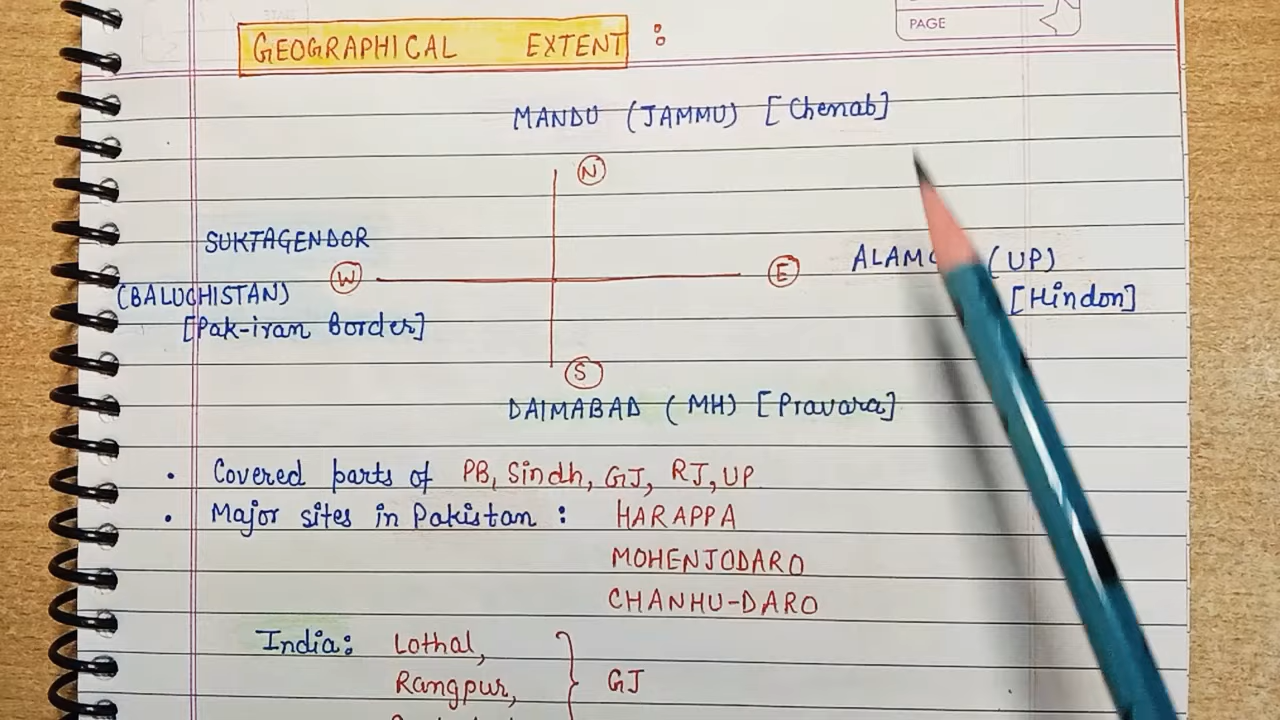 PAGE
GEOGRAPHICAL EXTENT :
MANDU (JAMMU) [Chenab]
N
SUKTAGENDOR
W
E
(UP)
(BALUCHISTAN)
[Hindon]
[Pak-iran Border]
S
DAIMABAD (MH) [Pravara]
• Covered parts of PB, Sindh, GJ, RJ, UP
• Major sites in Pakistan : HARAPPA
MOHENJODARO
CHANHU-DARO
India: Lothal,
Rangpur,
GJ